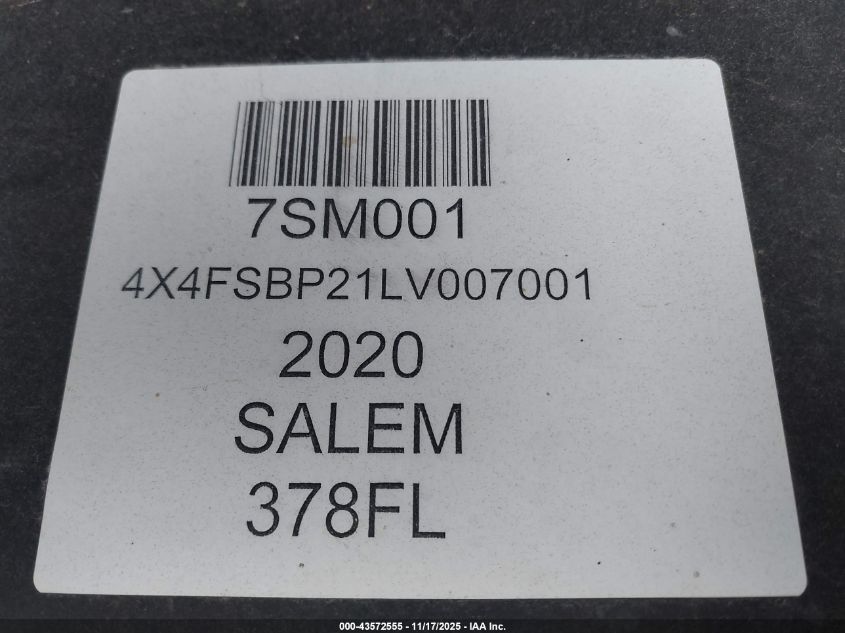 7SM001
4X4FSBP21LV007001
2020
SALEM
378FL
000-43572555 - 11/17/2025 - IAA Inc.